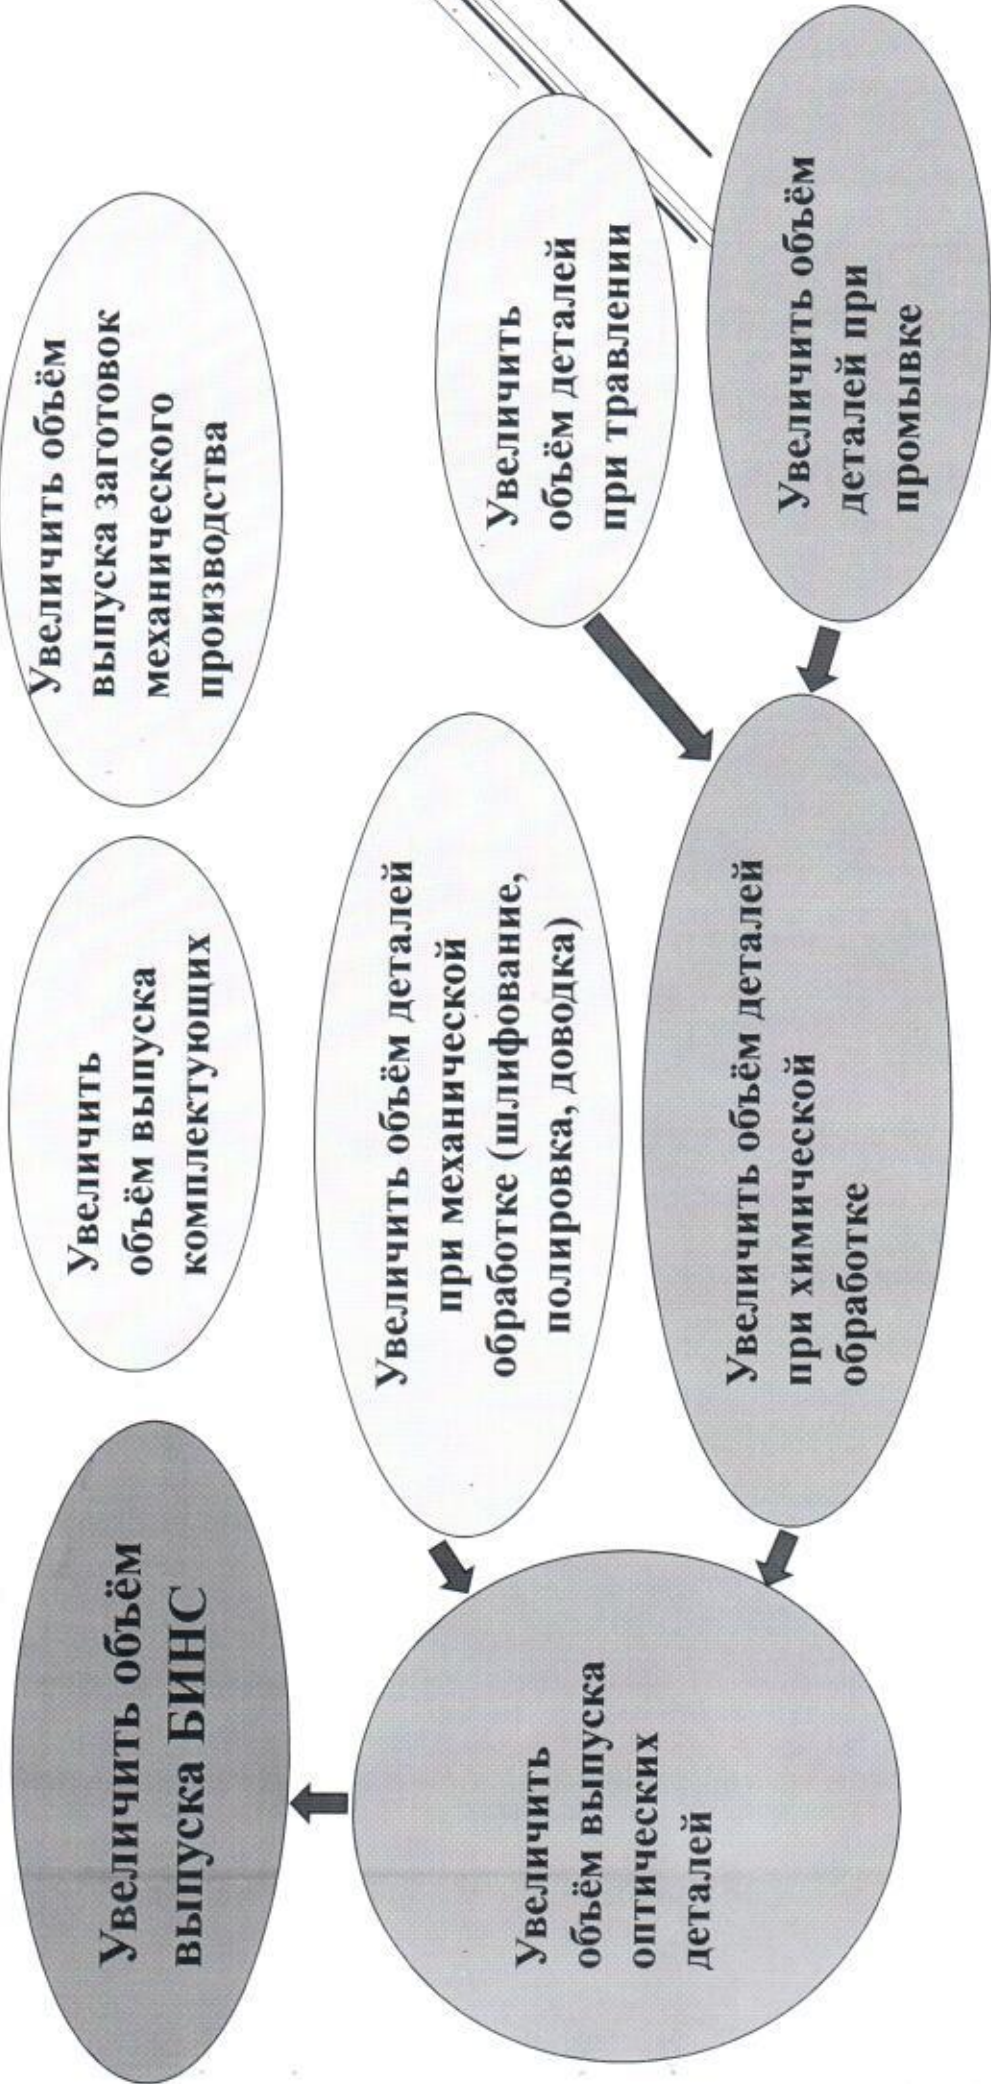 Увеличить объём
выпуска БИНС
Увеличить
объём выпуска
комплектующих
Увеличить объём
выпуска заготовок
механического
производства
Увеличить
объём выпуска
оптических
деталей
Увеличить объём деталей
при механической
обработке (шлифование,
полировка, доводка)
Увеличить объём деталей
при химической
обработке
Увеличить
объём деталей
при травлении
Увеличить объём
деталей при
промывке